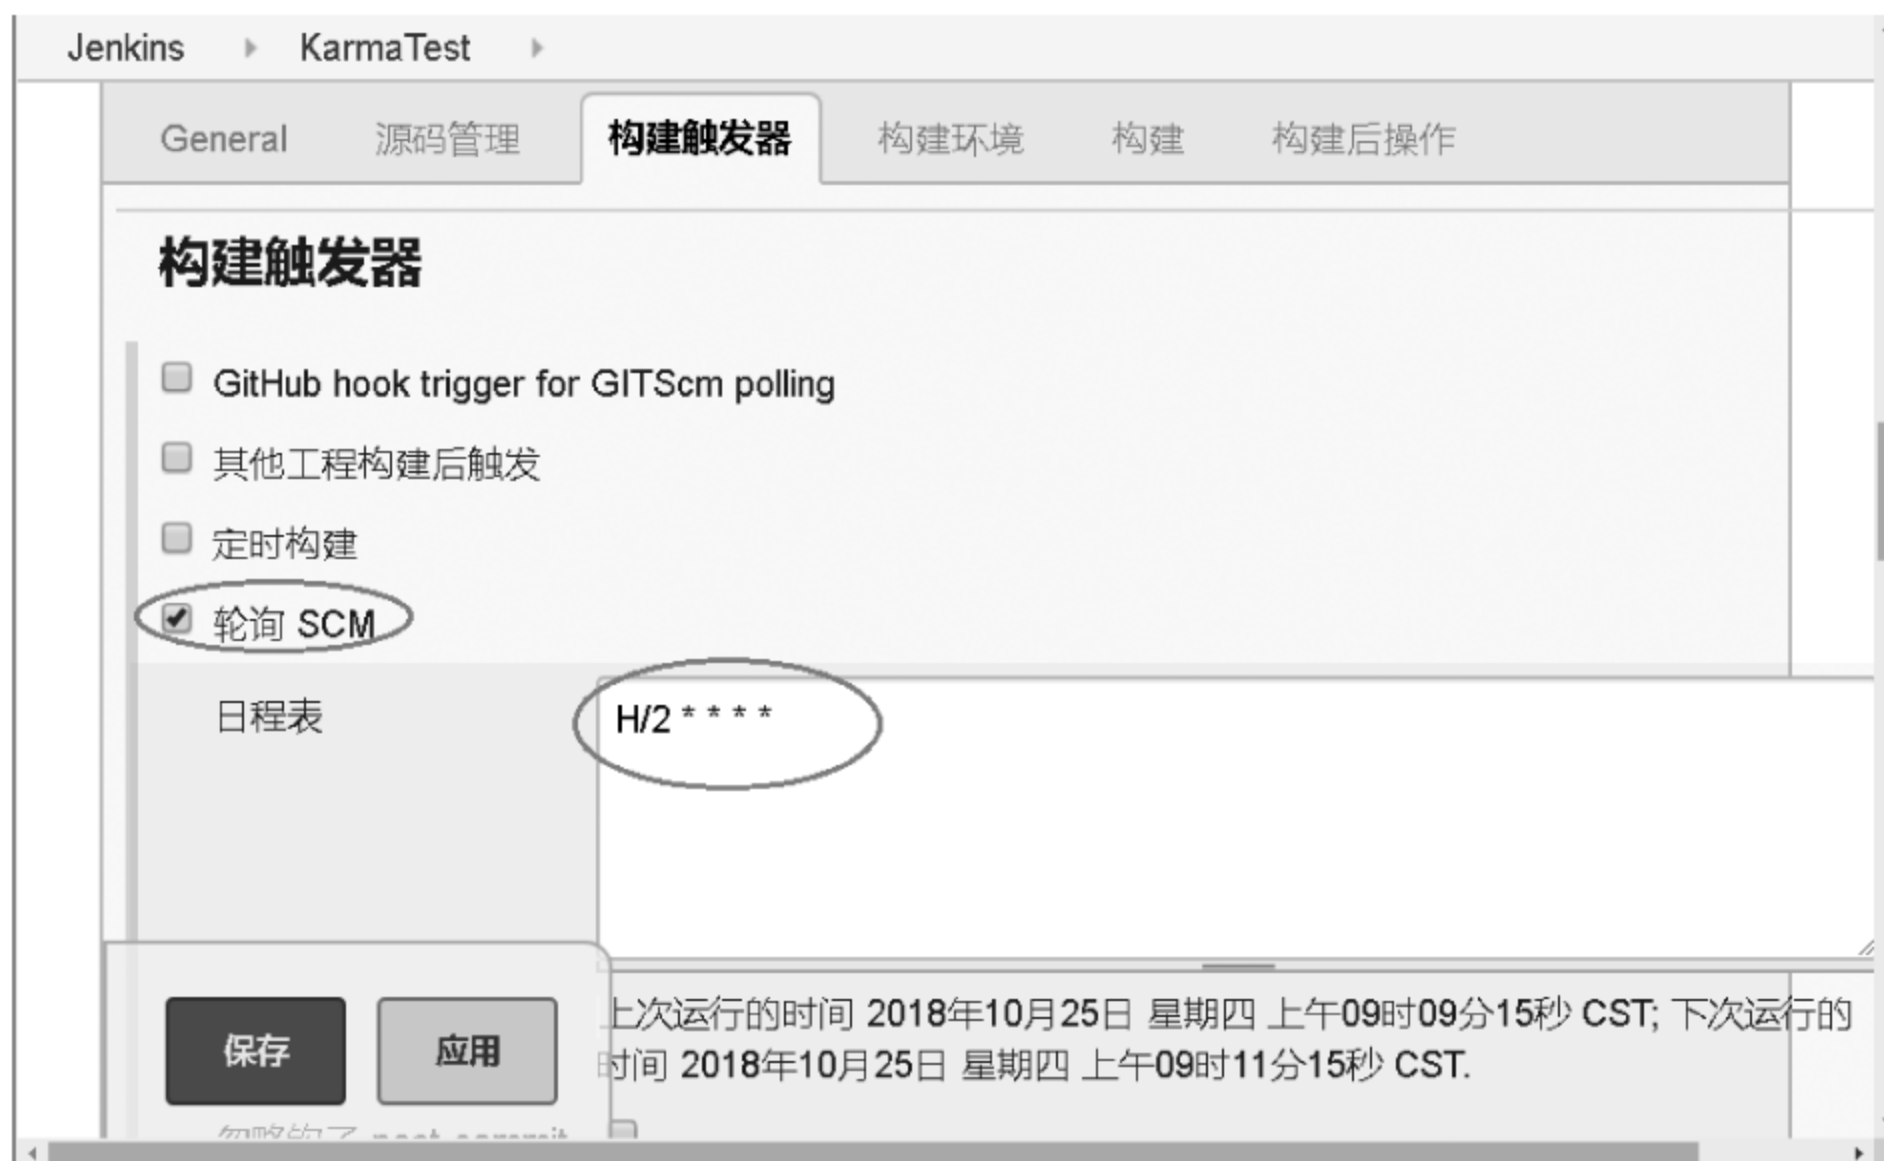 Jenkins KarmaTest
General 源码管理 构建触发器 构建环境 构建 构建后操作
构建触发器
GitHub hook trigger for GITScm polling
其他工程构建后触发
定时构建
轮询 SCM
日程表
H/2 * * * *
上次运行的时间 2018年10月25日 星期四 上午09时09分15秒 CST; 下次运行的
时间 2018年10月25日 星期四 上午09时11分15秒 CST.
保存 应用